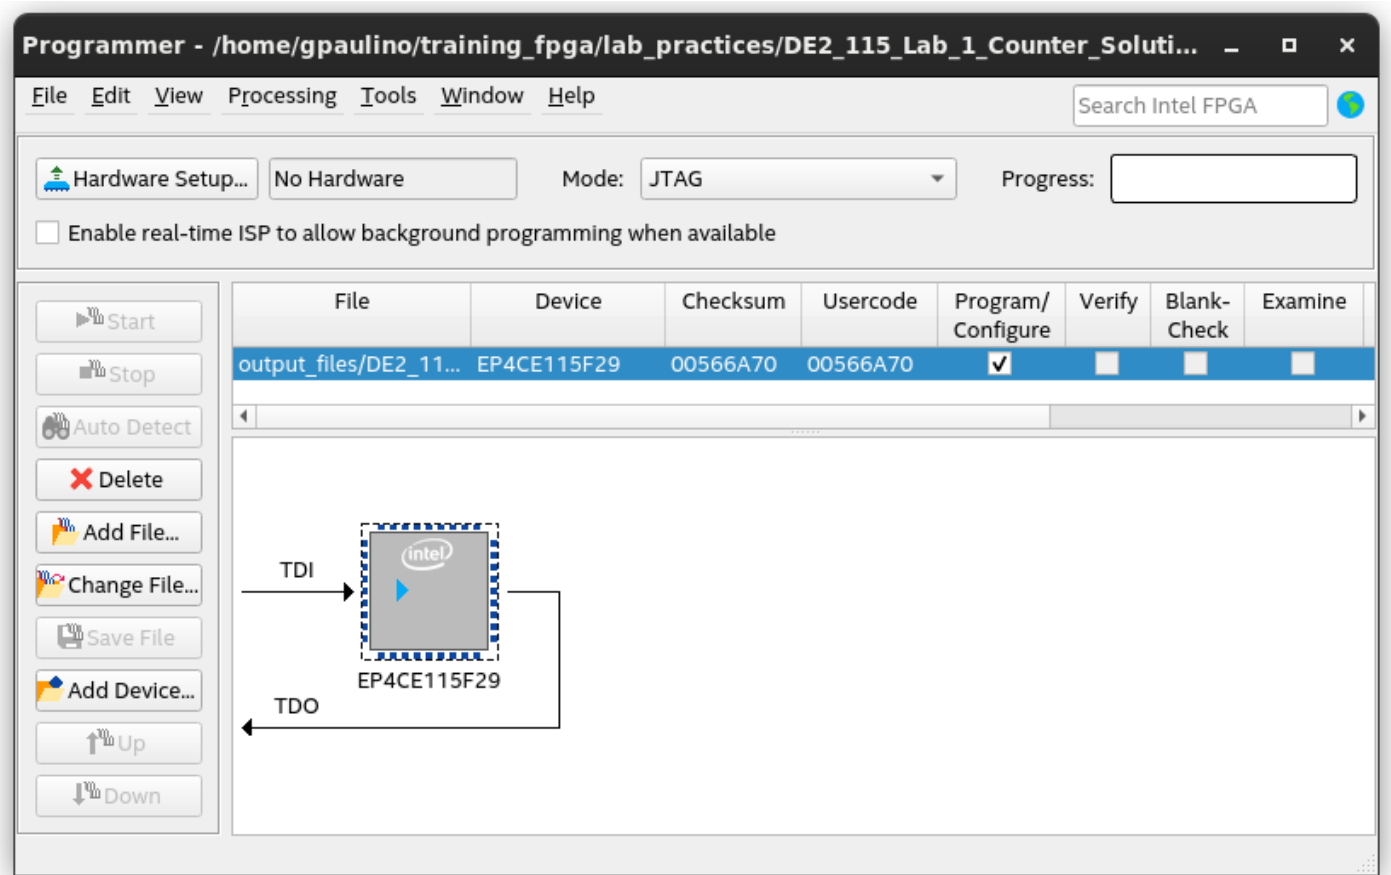 Programmer - /home/gpaulino/training_fpga/lab_practices/DE2_115_Lab_1_Counter_Soluti...
File Edit View Processing Tools Window Help
Search Intel FPGA
Hardware Setup... No Hardware Mode: JTAG Progress:
Enable real-time ISP to allow background programming when available
Start
Stop
Auto Detect
Delete
Add File...
Change File...
Save File
Add Device...
Up
Down
File Device Checksum Usercode Program/ Verify Blank- Examine
Configure Check
output_files/DE2_11... EP4CE115F29 00566A70 00566A70
intel
TDI
EP4CE115F29
TDO